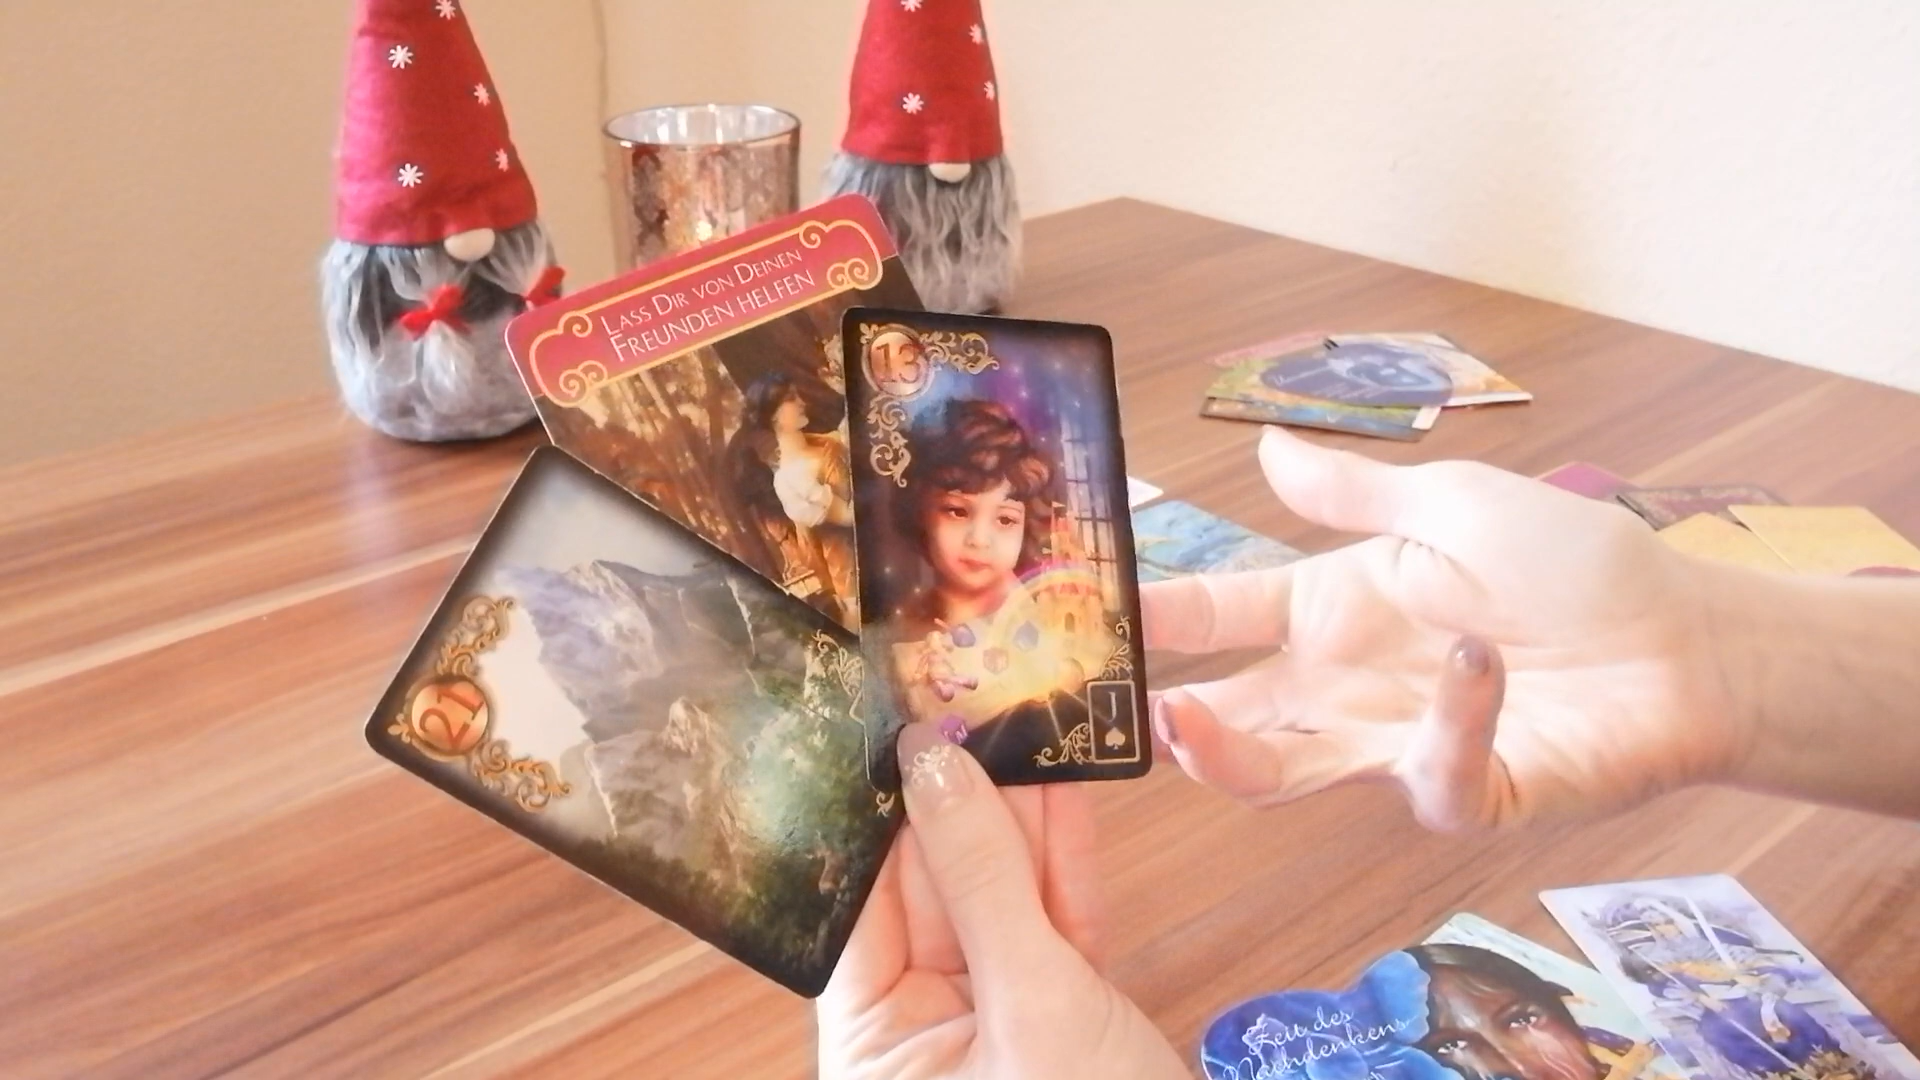 LASS DIR VON DEINEN
FREUNDEN HELFEN
13
21
J
Zeit des
Nachdenkens